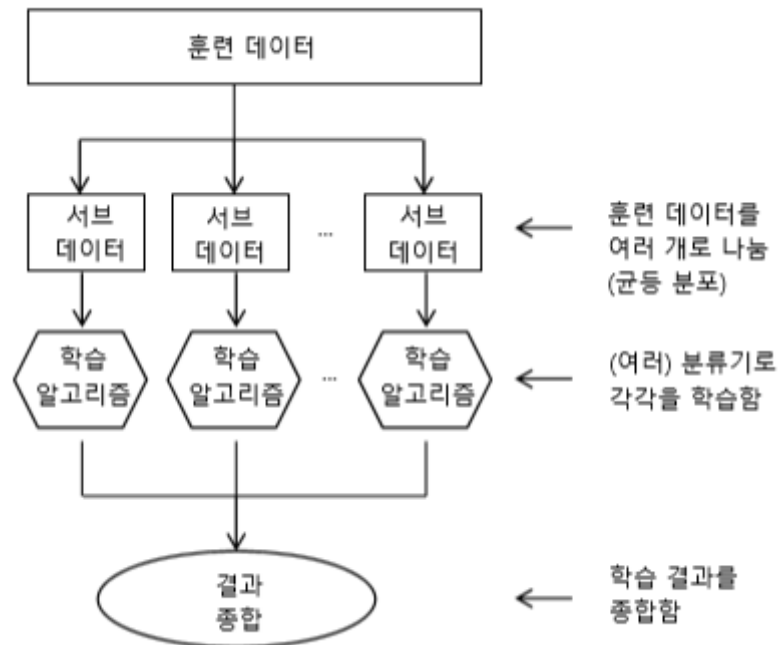 훈련 데이터
서브
데이터
서브
데이터
...
서브
데이터
훈련 데이터를
여러 개로 나눔
(균등 분포)
학습
알고리즘
학습
알고리즘
...
학습
알고리즘
(여러) 분류기로
각각을 학습함
결과
종합
학습 결과를
종합함